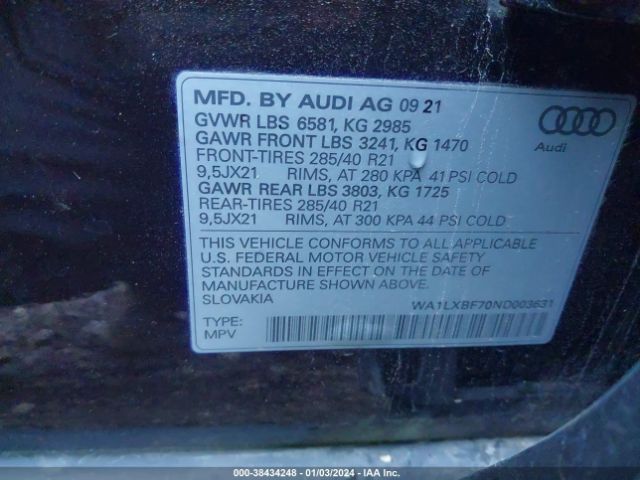 MFD. BY AUDI AG 09 21
GVWR LBS 6581, KG 2985
GAWR FRONT LBS 3241, KG 1470
FRONT-TIRES 285/40 R21
9,5JX21 RIMS, AT 280 KPA 41 PSI COLD
GAWR REAR LBS 3803, KG 1725
REAR-TIRES 285/40 R21
9,5JX21 RIMS, AT 300 KPA 44 PSI COLD
Audi
THIS VEHICLE CONFORMS TO ALL APPLICABLE
U.S. FEDERAL MOTOR VEHICLE SAFETY
STANDARDS IN EFFECT ON THE DATE OF
MANUFACTURE SHOWN ABOVE.
SLOVAKIA
WA1LXBF70ND003631
TYPE:
MPV
000-38434248 - 01/03/2024 - IAA Inc.